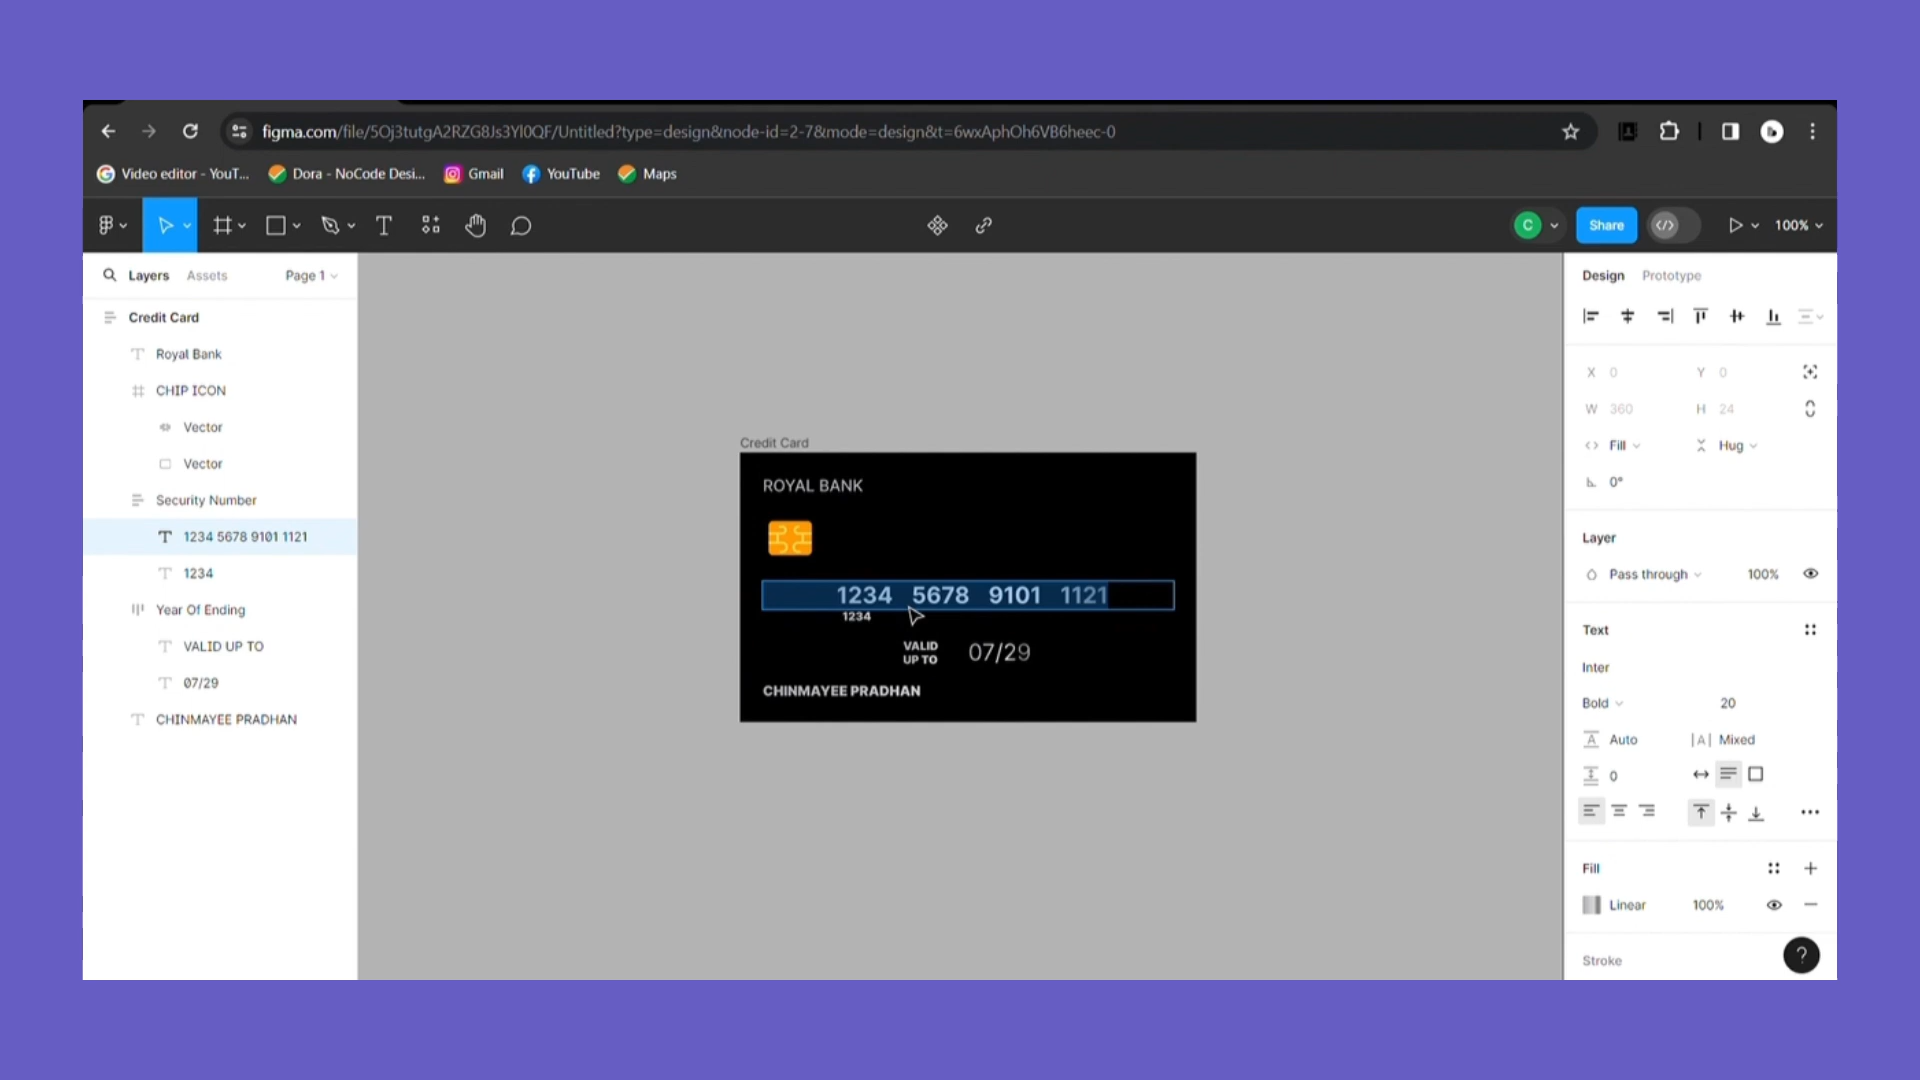 figma.com/file/5Oj3tutgA2RZG8Js3Yl0QF/Untitled?type=design&node-id=2-7&mode=design&t=6wxAphOh6VB6heec-0
Video editor - YouT... Dora - NoCode Desi... Gmail YouTube Maps
C Share 100%
Layers Assets Page 1
Credit Card
Royal Bank
CHIP ICON
Vector
Vector
Security Number
1234 5678 9101 1121
1234
Year Of Ending
VALID UP TO
07/29
CHINMAYEE PRADHAN
Credit Card
ROYAL BANK
1234 5678 9101 1121
1234
VALID
UP TO
07/29
CHINMAYEE PRADHAN
Design Prototype
X 0 Y 0
W 360 H 24
Fill Hug
0°
Layer
Pass through 100%
Text
Inter
Bold 20
Auto Mixed
0
Fill
Linear 100%
Stroke
?